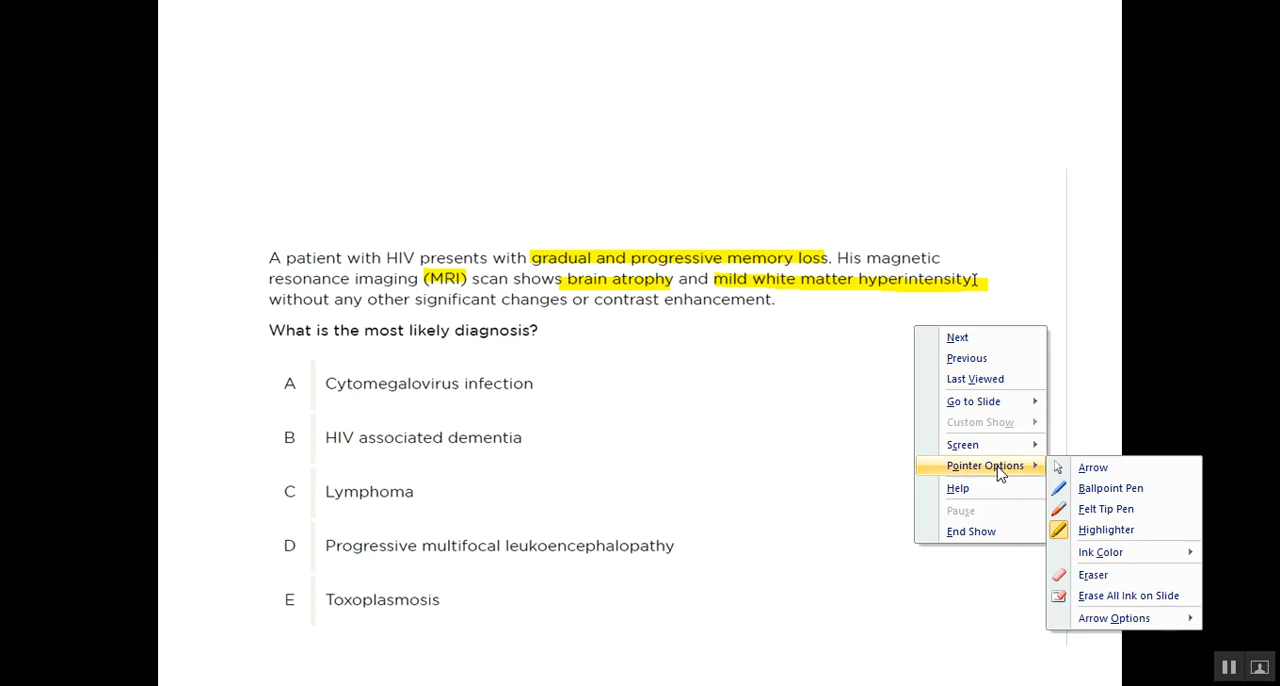 A patient with HIV presents with gradual and progressive memory loss. His magnetic
resonance imaging (MRI) scan shows brain atrophy and mild white matter hyperintensity,
without any other significant changes or contrast enhancement.
What is the most likely diagnosis?
A Cytomegalovirus infection
B HIV associated dementia
C Lymphoma
D Progressive multifocal leukoencephalopathy
E Toxoplasmosis
Next
Previous
Last Viewed
Go to Slide
Custom Show
Screen
Pointer Options
Help
Pause
End Show
Arrow
Ballpoint Pen
Felt Tip Pen
Highlighter
Ink Color
Eraser
Erase All Ink on Slide
Arrow Options